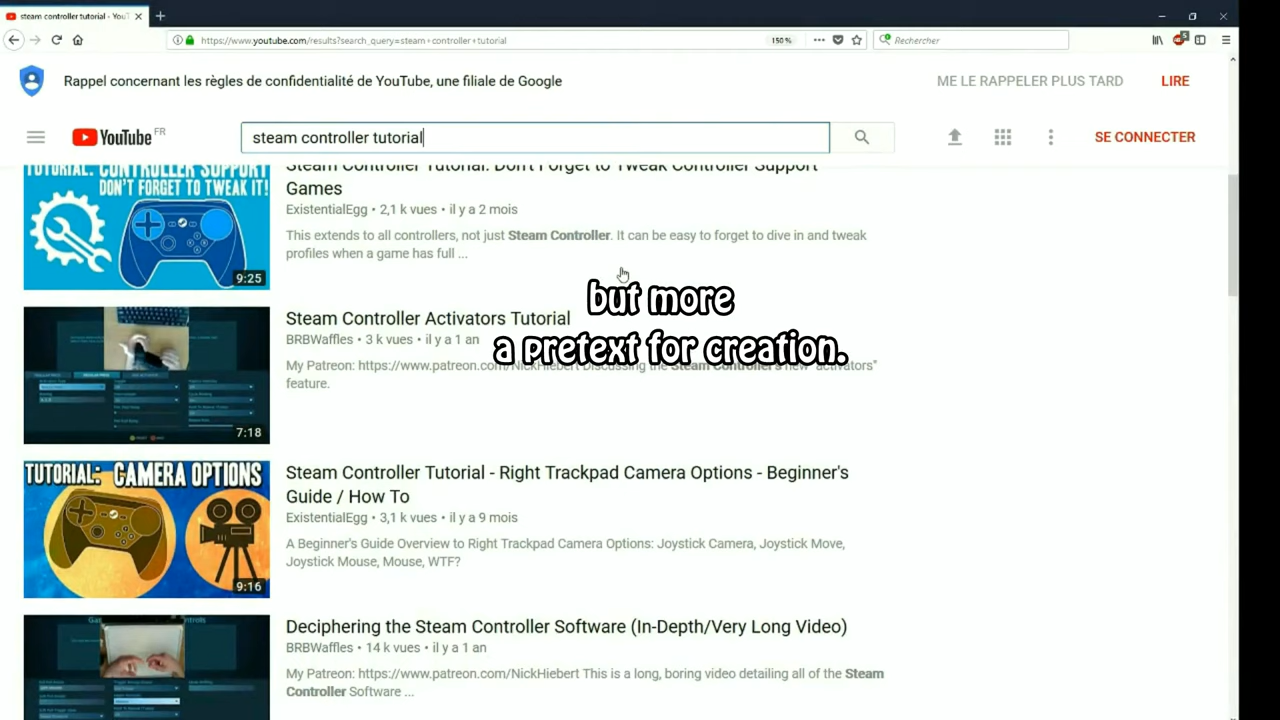 steam controller tutorial - YouT
https://www.youtube.com/results?search_query=steam+controller+tutorial
150 %
Rechercher
Rappel concernant les règles de confidentialité de YouTube, une filiale de Google
ME LE RAPPELER PLUS TARD
LIRE
YouTube FR
steam controller tutorial
SE CONNECTER
TUTORIAL: CONTROLLER SUPPORT
DON'T FORGET TO TWEAK IT!
9:25
Steam Controller Tutorial: Don't Forget to Tweak Controller Support
Games
ExistentialEgg • 2,1 k vues • il y a 2 mois
This extends to all controllers, not just Steam Controller. It can be easy to forget to dive in and tweak
profiles when a game has full ...
but more
a pretext for creation.
7:18
Steam Controller Activators Tutorial
BRBWaffles • 3 k vues • il y a 1 an
My Patreon: https://www.patreon.com/NickHiebert Discussing the Steam Controller's new "activators"
feature.
TUTORIAL: CAMERA OPTIONS
9:16
Steam Controller Tutorial - Right Trackpad Camera Options - Beginner's
Guide / How To
ExistentialEgg • 3,1 k vues • il y a 9 mois
A Beginner's Guide Overview to Right Trackpad Camera Options: Joystick Camera, Joystick Move,
Joystick Mouse, Mouse, WTF?
Deciphering the Steam Controller Software (In-Depth/Very Long Video)
BRBWaffles • 14 k vues • il y a 1 an
My Patreon: https://www.patreon.com/NickHiebert This is a long, boring video detailing all of the Steam
Controller Software ...